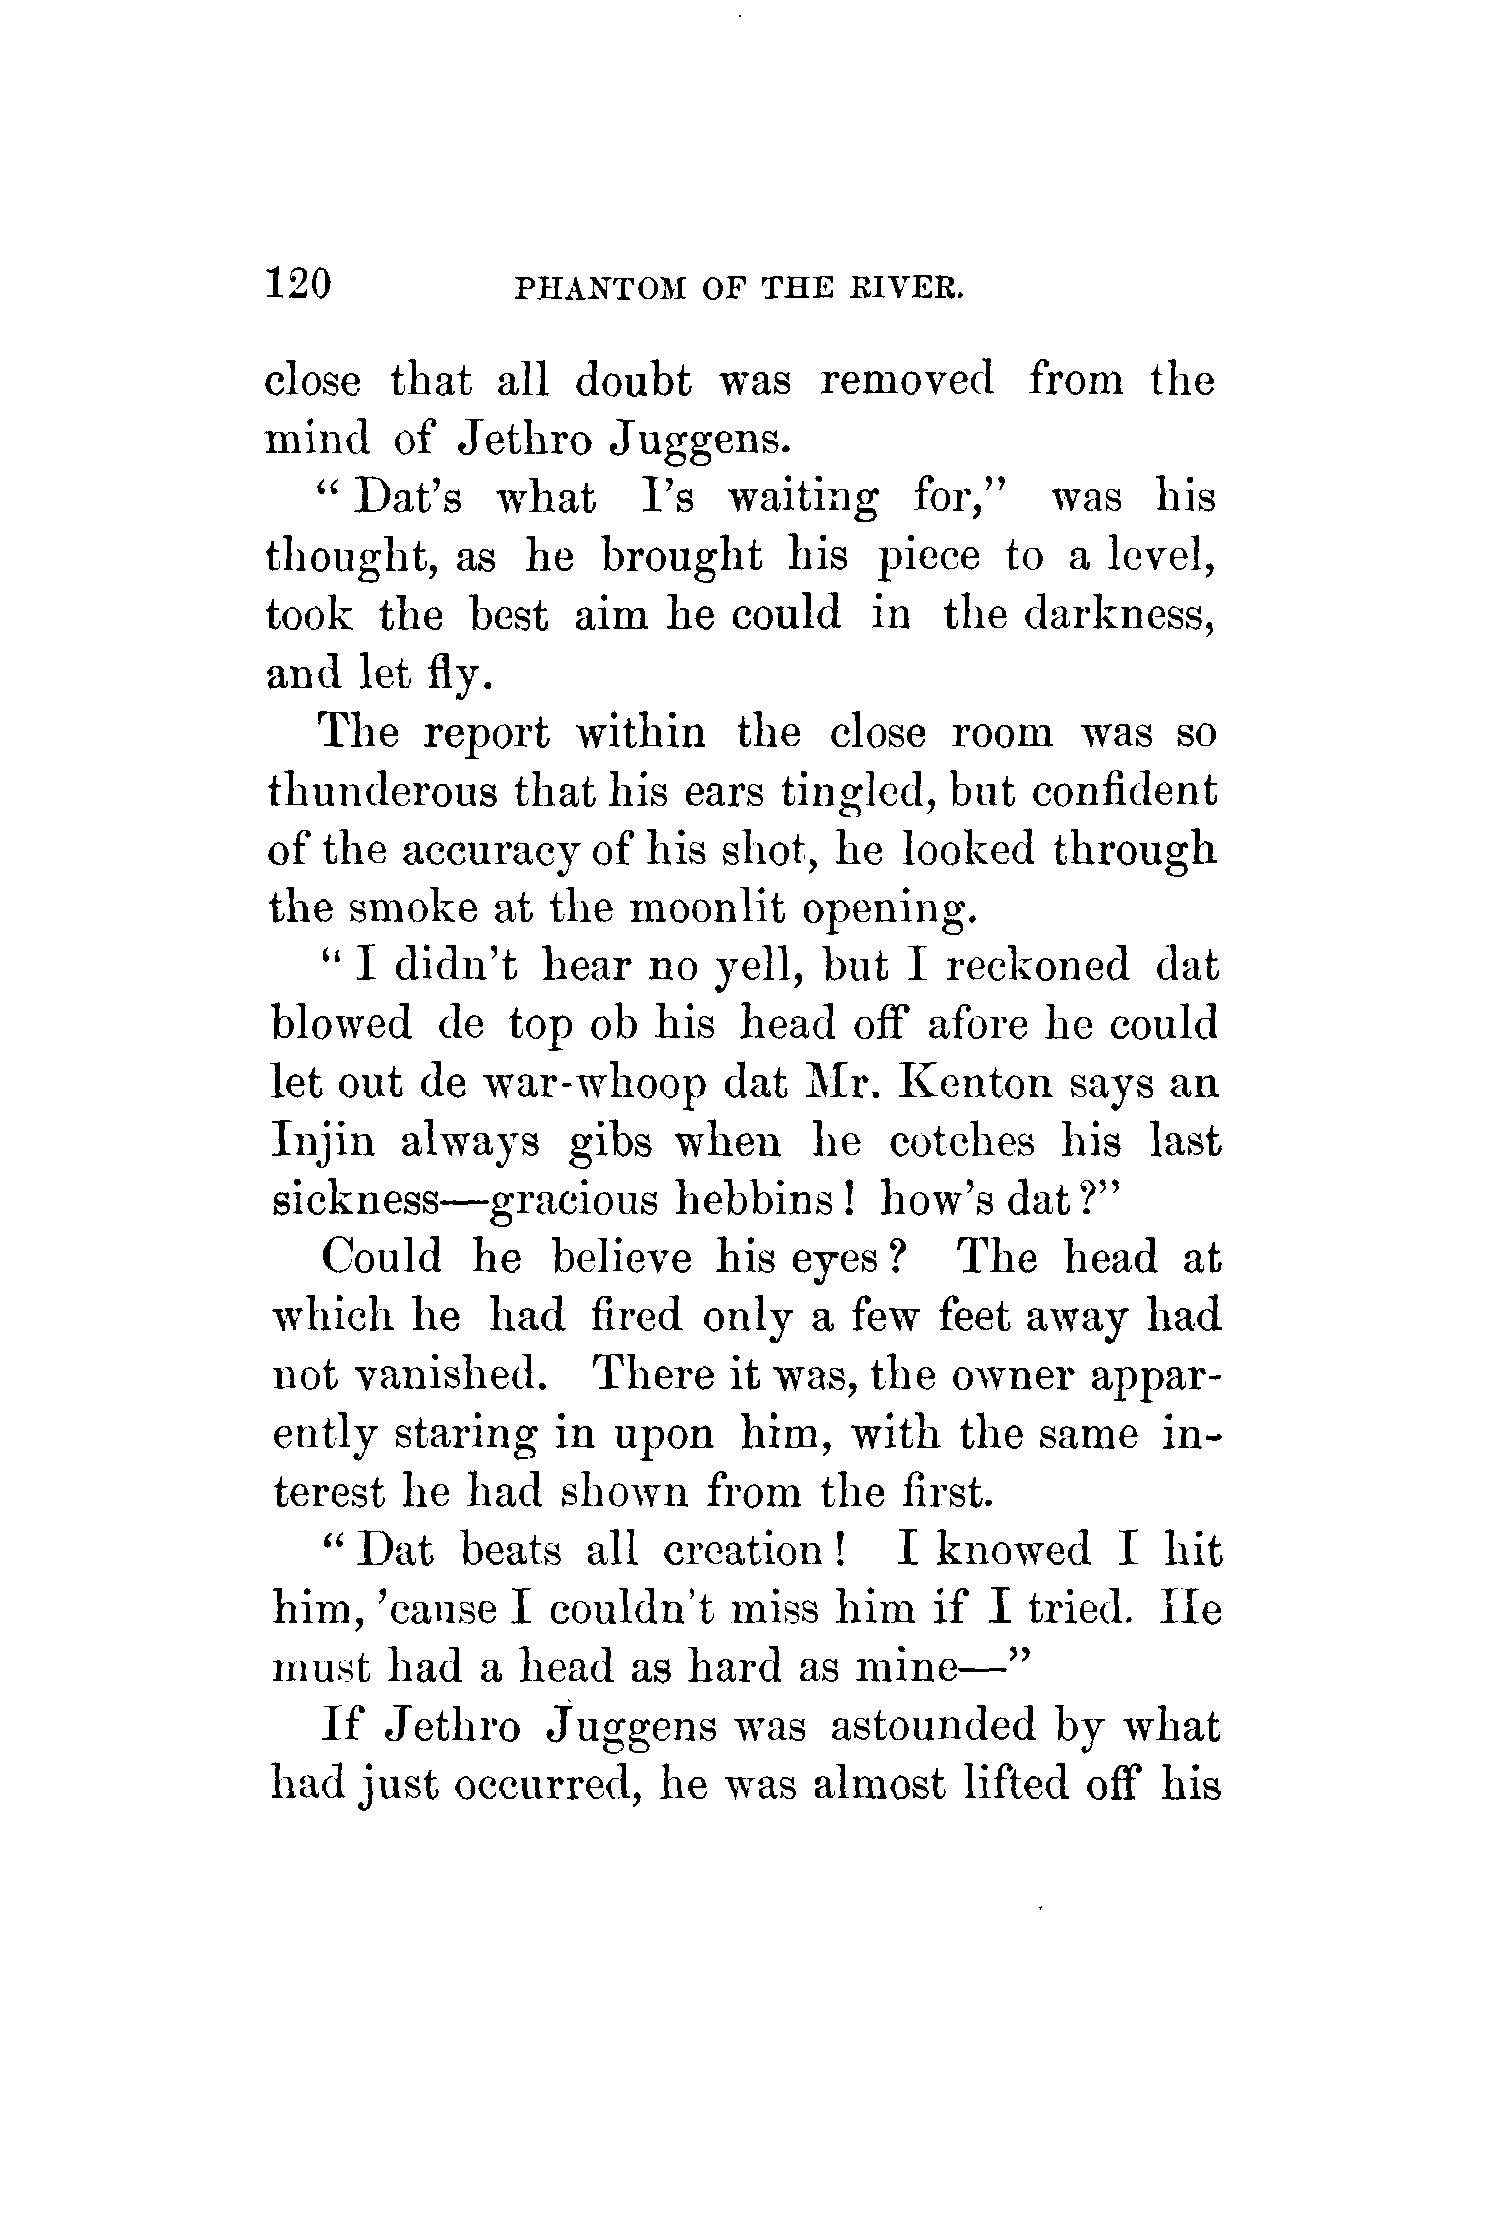 120 PHANTOM OF THE RIVER.
close that all doubt was removed from the
mind of Jethro Juggens.
“ Dat’s what I’s waiting for,” was his
thought, as he brought his piece to a level,
took the best aim he could in the darkness,
and let fly.
The report within the close room was so
thunderous that his ears tingled, but confident
of the accuracy of his shot, he looked through
the smoke at the moonlit opening.
“ I didn’t hear no yell, but I reckoned dat
blowed de top ob his head off afore he could
let out de war-whoop dat Mr. Kenton says an
Injin always gibs when he cotches his last
sickness—gracious hebbins ! how’s dat ?”
Could he believe his eyes ? The head at
which he had fired only a few feet away had
not vanished. There it was, the owner appar-
ently staring in upon him, with the same in-
terest he had shown from the first.
“ Dat beats all creation ! I knowed I hit
him, ’cause I couldn’t miss him if I tried. He
must had a head as hard as mine—”
If Jethro Juggens was astounded by what
had just occurred, he was almost lifted off his